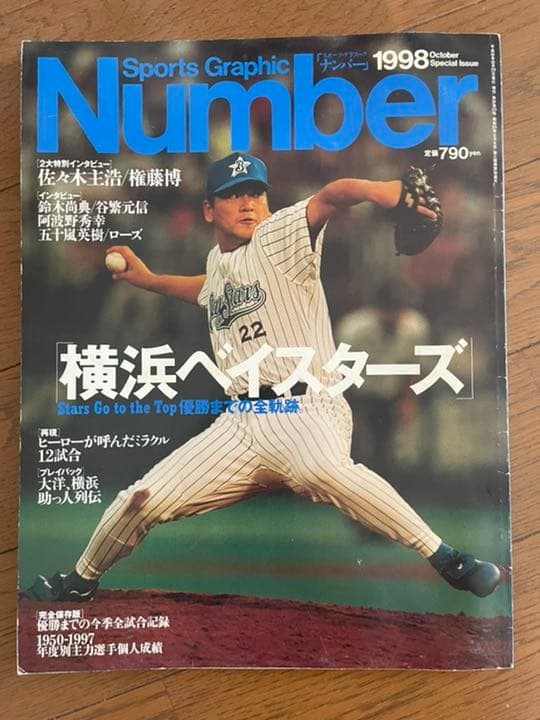 Sports Graphic
Number
スポーツ・グラフィック
「ナンバー」
1998 October
Special Issue
定価790yen
[2大特別インタビュー]
佐々木主浩/権藤博
[インタビュー]
鈴木尚典/谷繁元信
阿波野秀幸
五十嵐英樹/ローズ
BayStars
22
「横浜ベイスターズ」
Stars Go to the Top 優勝までの全軌跡
[再現]
ヒーローが呼んだミラクル
12試合
[プレイバック]
大洋、横浜
助っ人列伝
[完全保存版]
優勝までの今季全試合記録
1950-1997
年度別主力選手個人成績